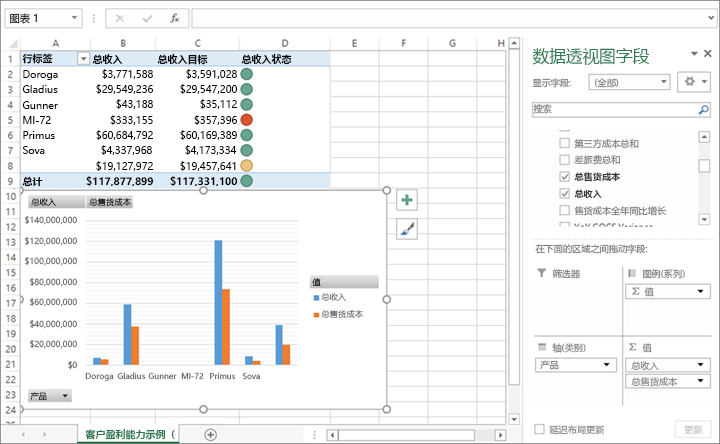 图表 1
fx
A B C D E F G H
1 行标签 总收入 总收入目标 总收入状态
2 Doroga $3,771,588 $3,591,028
3 Gladius $29,549,236 $29,547,200
4 Gunner $43,188 $35,112
5 MI-72 $333,155 $357,396
6 Primus $60,684,792 $60,169,389
7 Sova $4,337,968 $4,173,334
8 $19,127,972 $19,457,641
9 总计 $117,877,899 $117,331,100
10
11
12
13
14
15
16
17
18
19
20
21
22
23
24
总收入 总售货成本
$140,000,000
$120,000,000
$100,000,000
$80,000,000
$60,000,000
$40,000,000
$20,000,000
$0
Doroga Gladius Gunner MI-72 Primus Sova
值
总收入
总售货成本
产品
客户盈利能力示例（
数据透视图字段
显示字段: (全部)
搜索
第三方成本总和
差旅费总和
总售货成本
总收入
售货成本全年同比增长
YoY COGS Variance
在下面的区域之间拖动字段:
筛选器
图例(系列)
Σ 值
轴(类别)
产品
Σ 值
总收入
总售货成本
延迟布局更新
更新